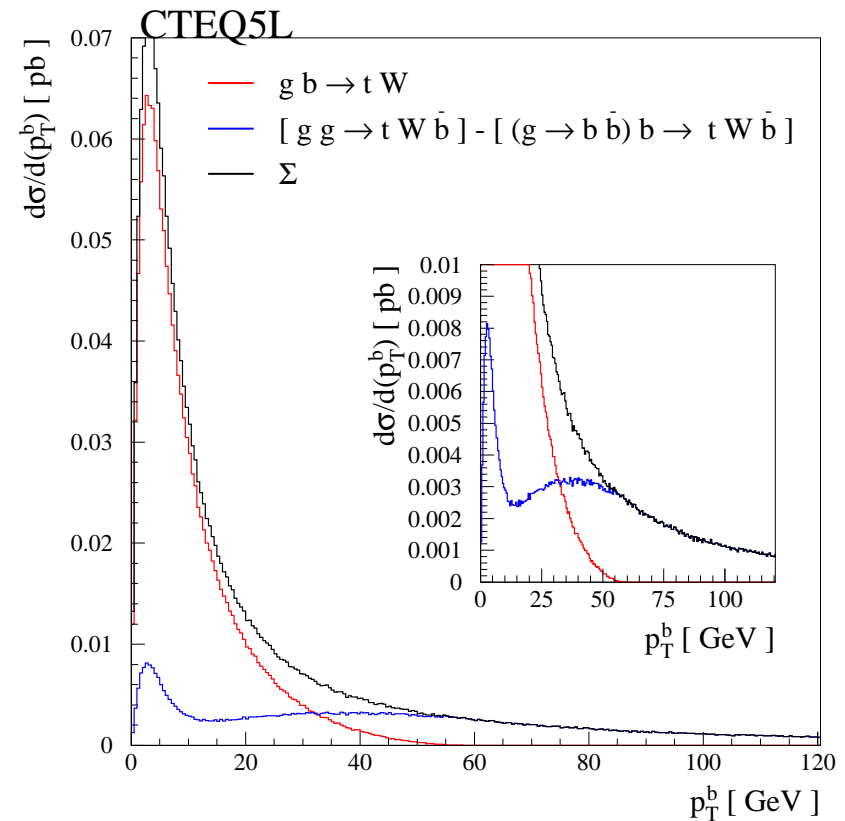 CTEQ5L
dσ/d(p_T^b) [ pb ]
0.07
0.06
0.05
0.04
0.03
0.02
0.01
0
g b → t W
[ g g → t W b̄ ] - [ (g → b b̄) b → t W b̄ ]
Σ
dσ/d(p_T^b) [ pb ]
0.01
0.009
0.008
0.007
0.006
0.005
0.004
0.003
0.002
0.001
0
0 25 50 75 100
p_T^b [ GeV ]
0 20 40 60 80 100 120
p_T^b [ GeV ]